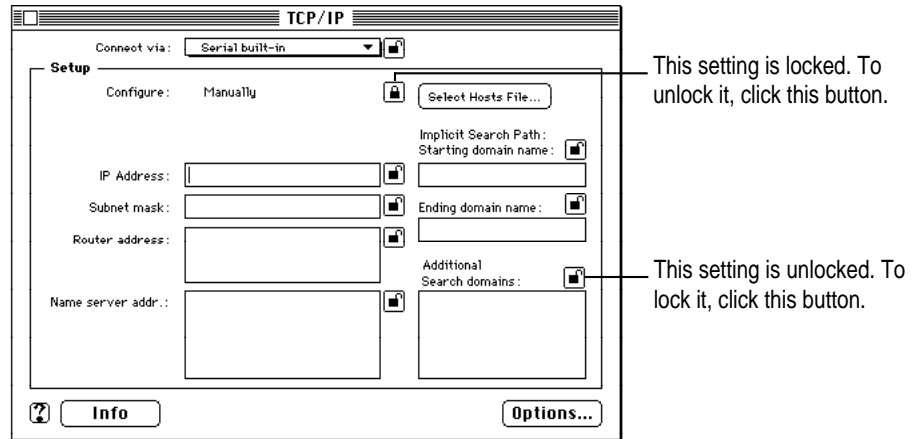 TCP/IP
Connect via: Serial built-in
Setup
Configure: Manually
Select Hosts File...
This setting is locked. To
unlock it, click this button.
Implicit Search Path:
Starting domain name:
IP Address:
Subnet mask:
Ending domain name:
Router address:
Additional
Search domains:
This setting is unlocked. To
lock it, click this button.
Name server addr.:
?
Info
Options...